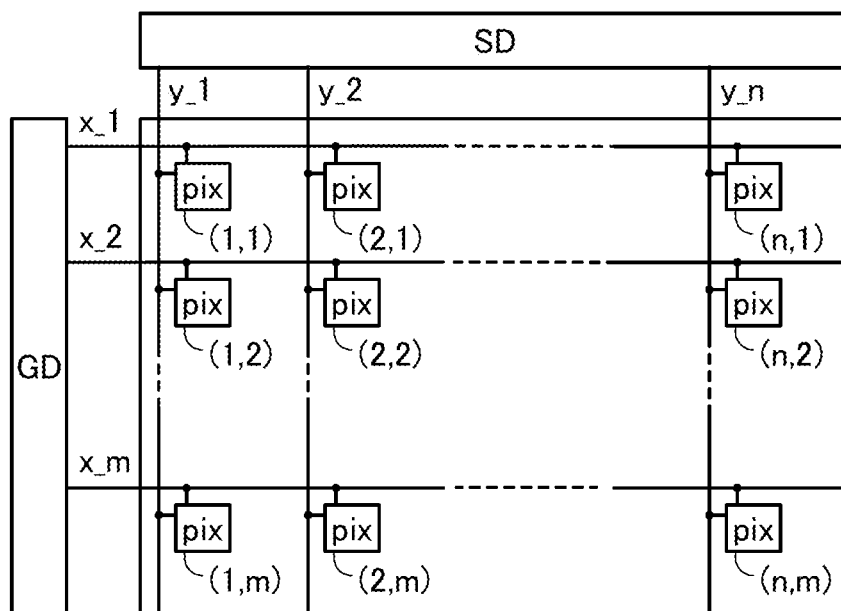 SD
y_1 y_2 y_n
x_1
pix pix pix
(1,1) (2,1) (n,1)
x_2
pix pix pix
(1,2) (2,2) (n,2)
GD
x_m
pix pix pix
(1,m) (2,m) (n,m)